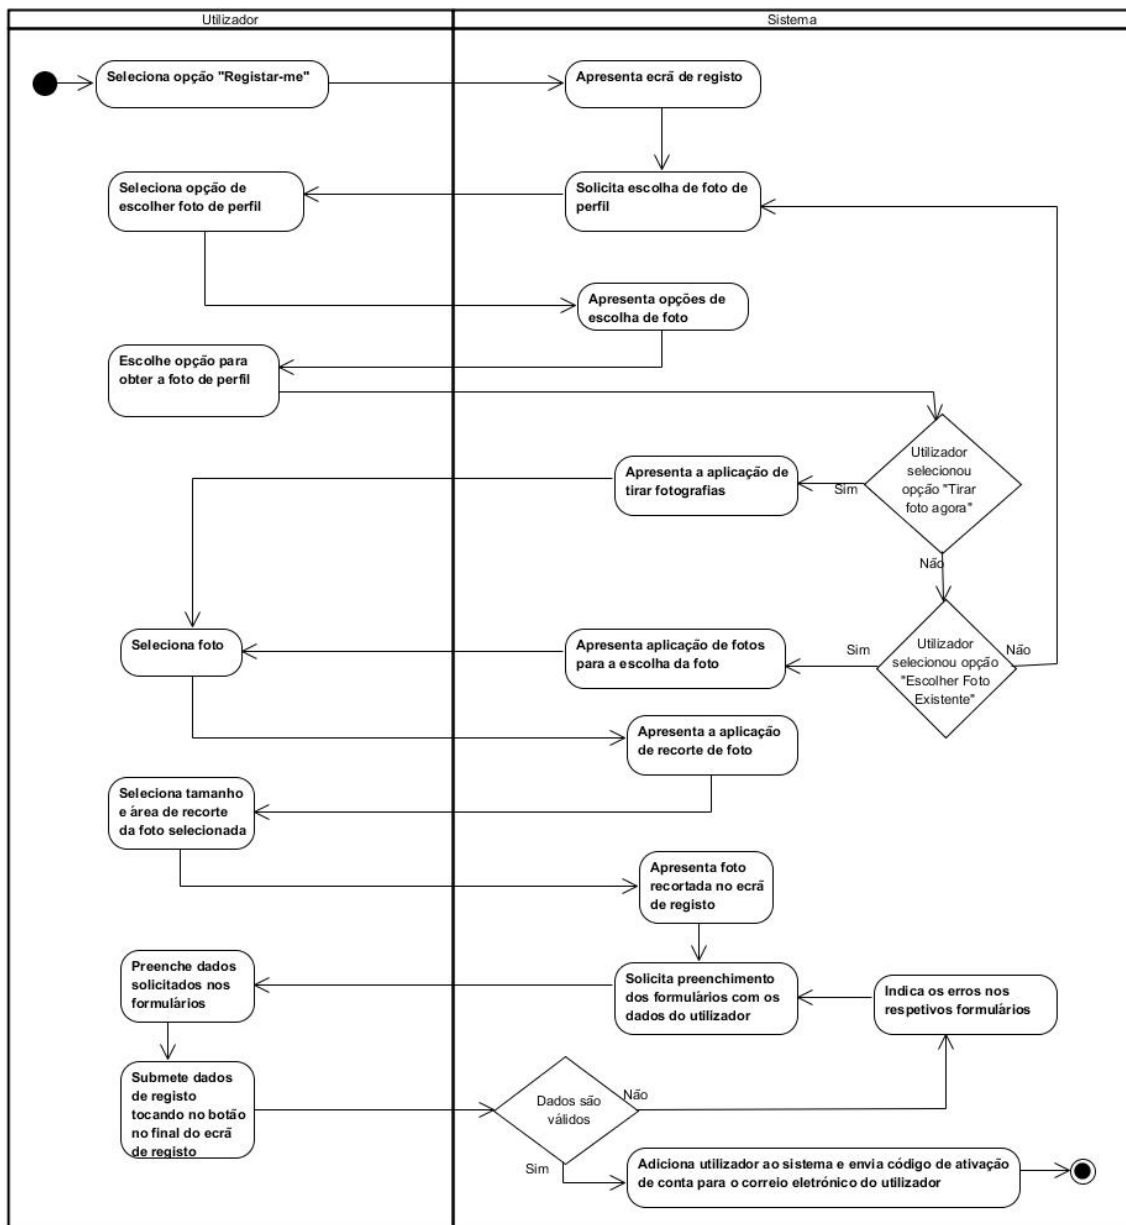 Utilizador
Sistema
Seleciona opção "Registar-me"
Apresenta ecrã de registo
Seleciona opção de
escolher foto de perfil
Solicita escolha de foto de
perfil
Apresenta opções de
escolha de foto
Escolhe opção para
obter a foto de perfil
Utilizador
selecionou
opção "Tirar
foto agora"
Sim
Apresenta a aplicação de
tirar fotografias
Não
Seleciona foto
Apresenta aplicação de fotos
para a escolha da foto
Sim
Utilizador
selecionou opção
"Escolher Foto
Existente"
Não
Apresenta a aplicação
de recorte de foto
Seleciona tamanho
e área de recorte
da foto selecionada
Apresenta foto
recortada no ecrã
de registo
Preenche dados
solicitados nos
formulários
Solicita preenchimento
dos formulários com os
dados do utilizador
Indica os erros nos
respetivos formulários
Submete dados
de registo
tocando no botão
no final do ecrã
de registo
Dados são
válidos
Não
Sim
Adiciona utilizador ao sistema e envia código de ativação
de conta para o correio eletrónico do utilizador